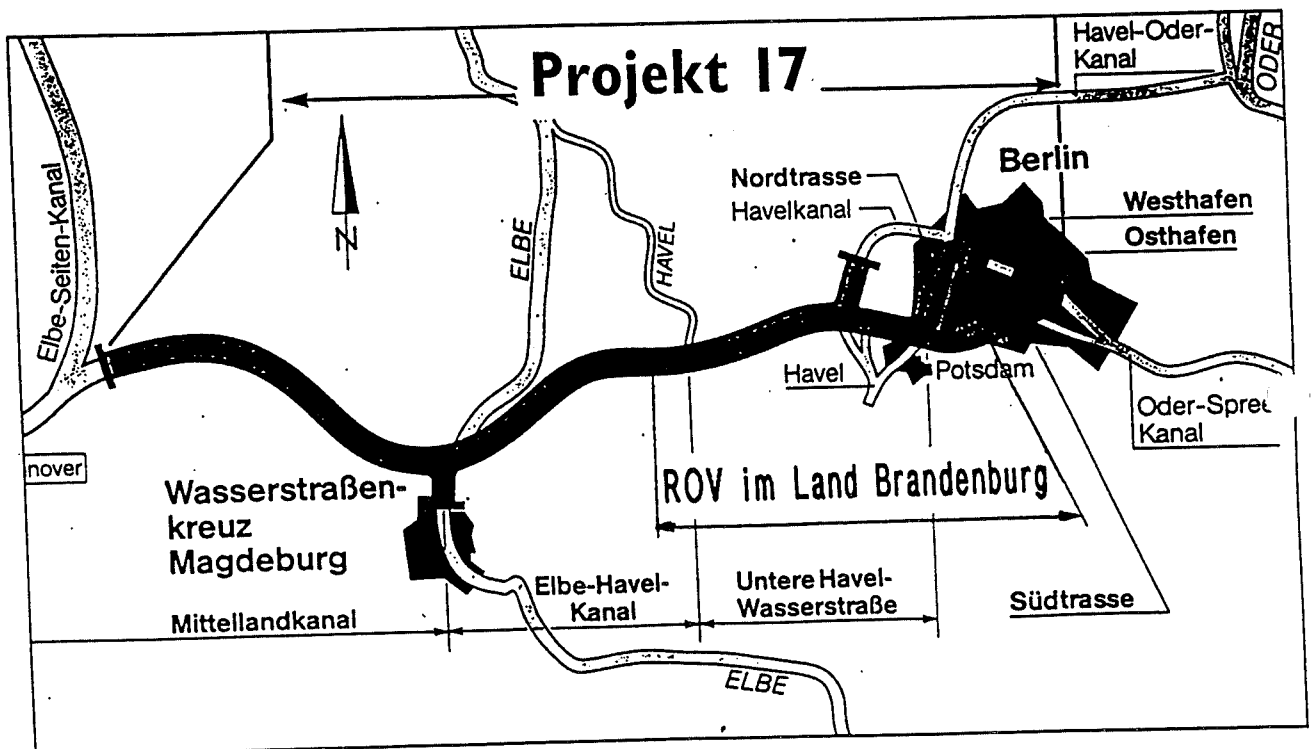 Projekt 17
Havel-Oder-
Kanal
ODER
Elbe-Seiten-Kanal
N
ELBE
HAVEL
Nordtrasse
Havelkanal
Berlin
Westhafen
Osthafen
Havel
Potsdam
Oder-Spree
Kanal
nover
Wasserstraßen-
kreuz
Magdeburg
ROV im Land Brandenburg
Mittellandkanal
Elbe-Havel-
Kanal
Untere Havel-
Wasserstraße
Südtrasse
ELBE